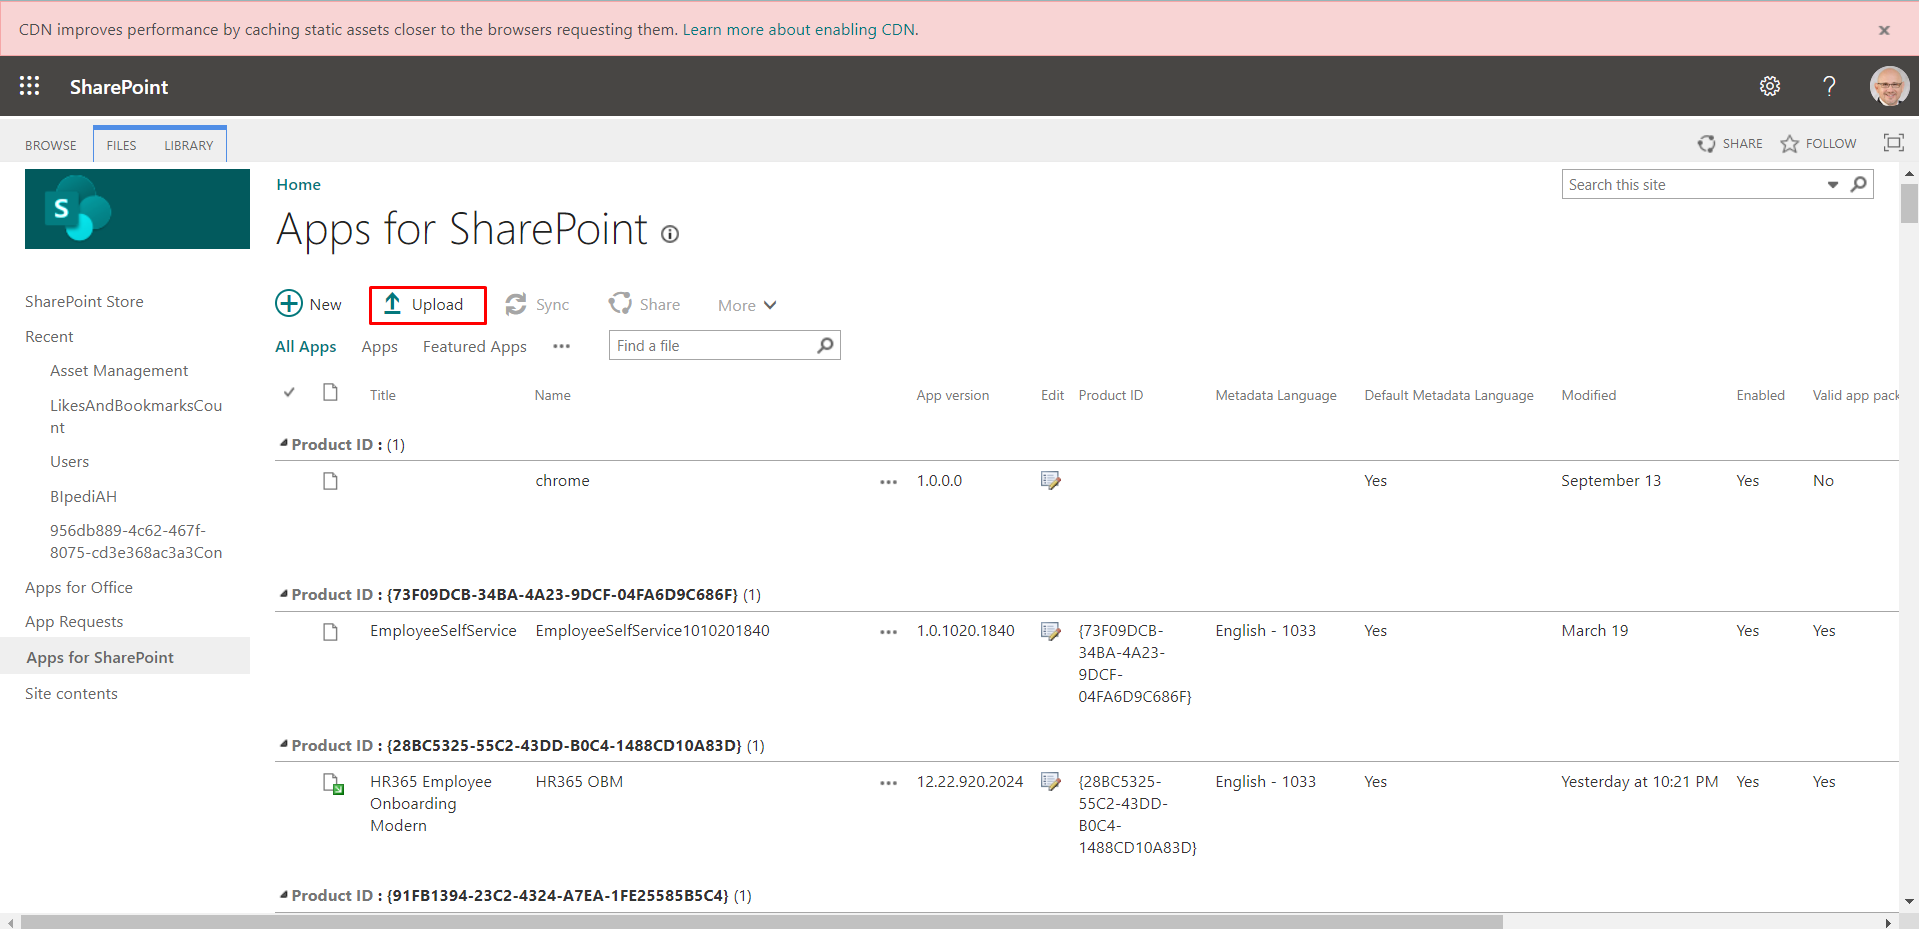 CDN improves performance by caching static assets closer to the browsers requesting them. Learn more about enabling CDN.
SharePoint
BROWSE FILES LIBRARY SHARE FOLLOW
S
Home
Search this site
Apps for SharePoint
SharePoint Store
Recent
Asset Management
LikesAndBookmarksCou
nt
Users
BIpediAH
956db889-4c62-467f-
8075-cd3e368ac3a3Con
Apps for Office
App Requests
Apps for SharePoint
Site contents
New Upload Sync Share More
All Apps Apps Featured Apps ••• Find a file
Title Name App version Edit Product ID Metadata Language Default Metadata Language Modified Enabled Valid app pack
Product ID : (1)
chrome ••• 1.0.0.0 Yes September 13 Yes No
Product ID : {73F09DCB-34BA-4A23-9DCF-04FA6D9C686F} (1)
EmployeeSelfService EmployeeSelfService1010201840 ••• 1.0.1020.1840 {73F09DCB- English - 1033 Yes March 19 Yes Yes
34BA-4A23-
9DCF-
04FA6D9C686F}
Product ID : {28BC5325-55C2-43DD-B0C4-1488CD10A83D} (1)
HR365 Employee HR365 OBM ••• 12.22.920.2024 {28BC5325- English - 1033 Yes Yesterday at 10:21 PM Yes Yes
Onboarding 55C2-43DD-
Modern B0C4-
1488CD10A83D}
Product ID : {91FB1394-23C2-4324-A7EA-1FE25585B5C4} (1)